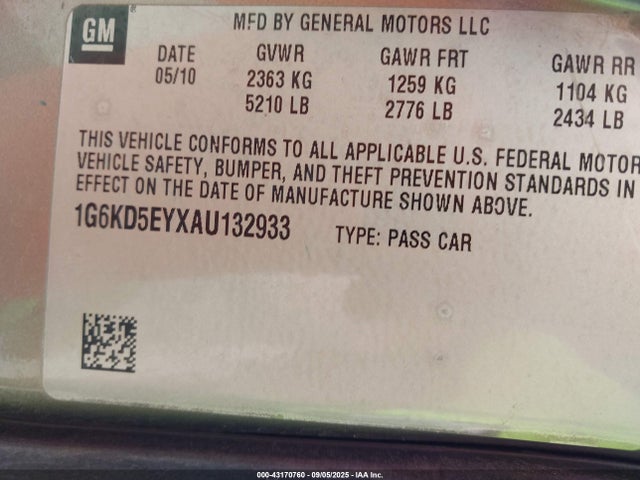 GM ®
MFD BY GENERAL MOTORS LLC
DATE GVWR GAWR FRT GAWR RR
05/10 2363 KG 1259 KG 1104 KG
5210 LB 2776 LB 2434 LB
THIS VEHICLE CONFORMS TO ALL APPLICABLE U.S. FEDERAL MOTOR
VEHICLE SAFETY, BUMPER, AND THEFT PREVENTION STANDARDS IN
EFFECT ON THE DATE OF MANUFACTURE SHOWN ABOVE.
1G6KD5EYXAU132933 TYPE: PASS CAR
000-43170760 - 09/05/2025 - IAA Inc.